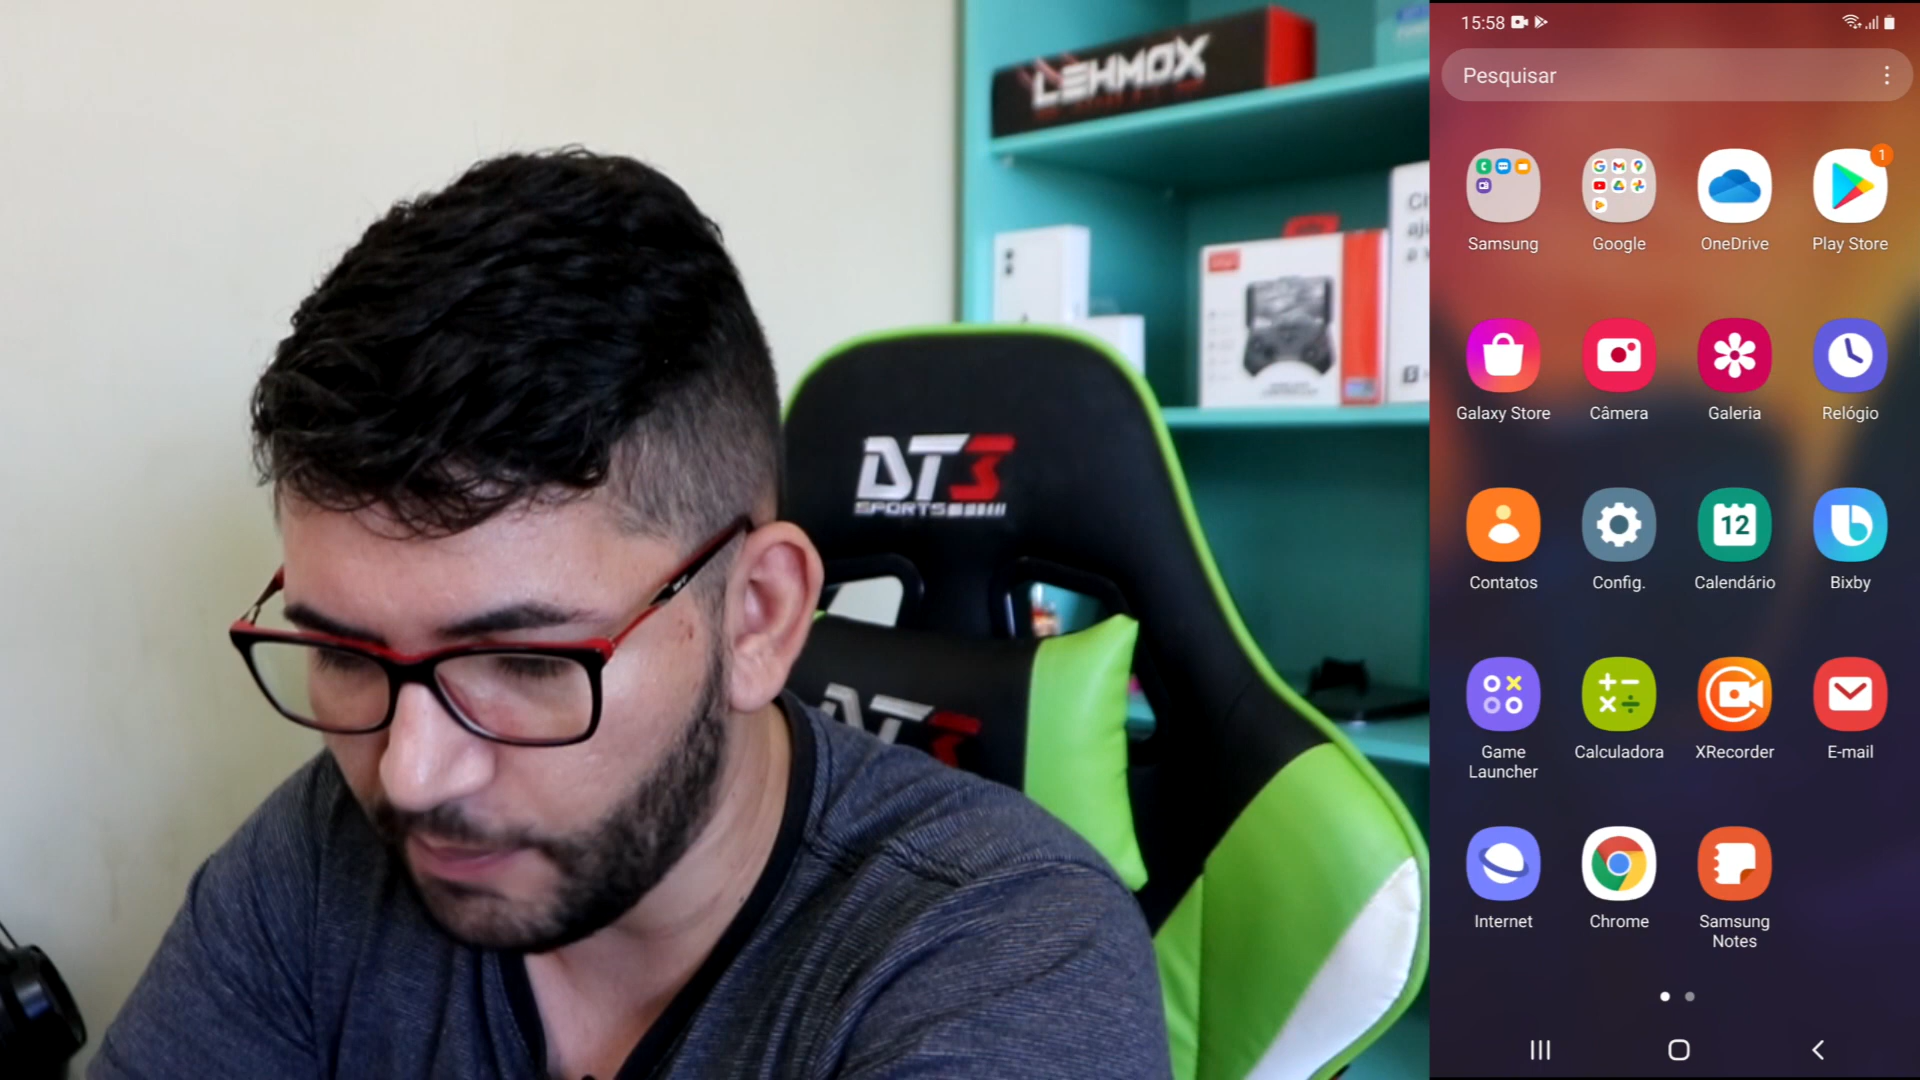 LEHMOX
DT3
SPORTS
DT3
15:58
Pesquisar
1
Samsung
Google
OneDrive
Play Store
Galaxy Store
Câmera
Galeria
Relógio
12
Contatos
Config.
Calendário
Bixby
Game
Launcher
Calculadora
XRecorder
E-mail
Internet
Chrome
Samsung
Notes